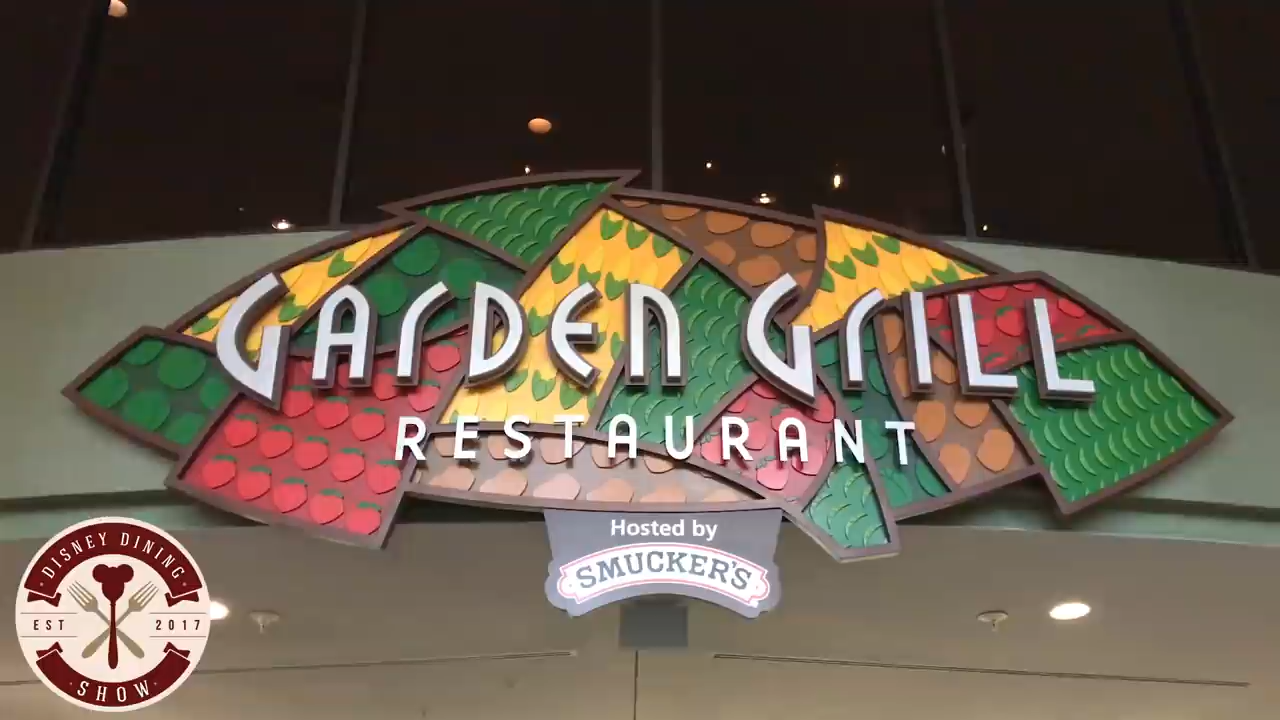 GARDEN GRILL
RESTAURANT
Hosted by
SMUCKER'S
DISNEY DINING
EST 2017
SHOW